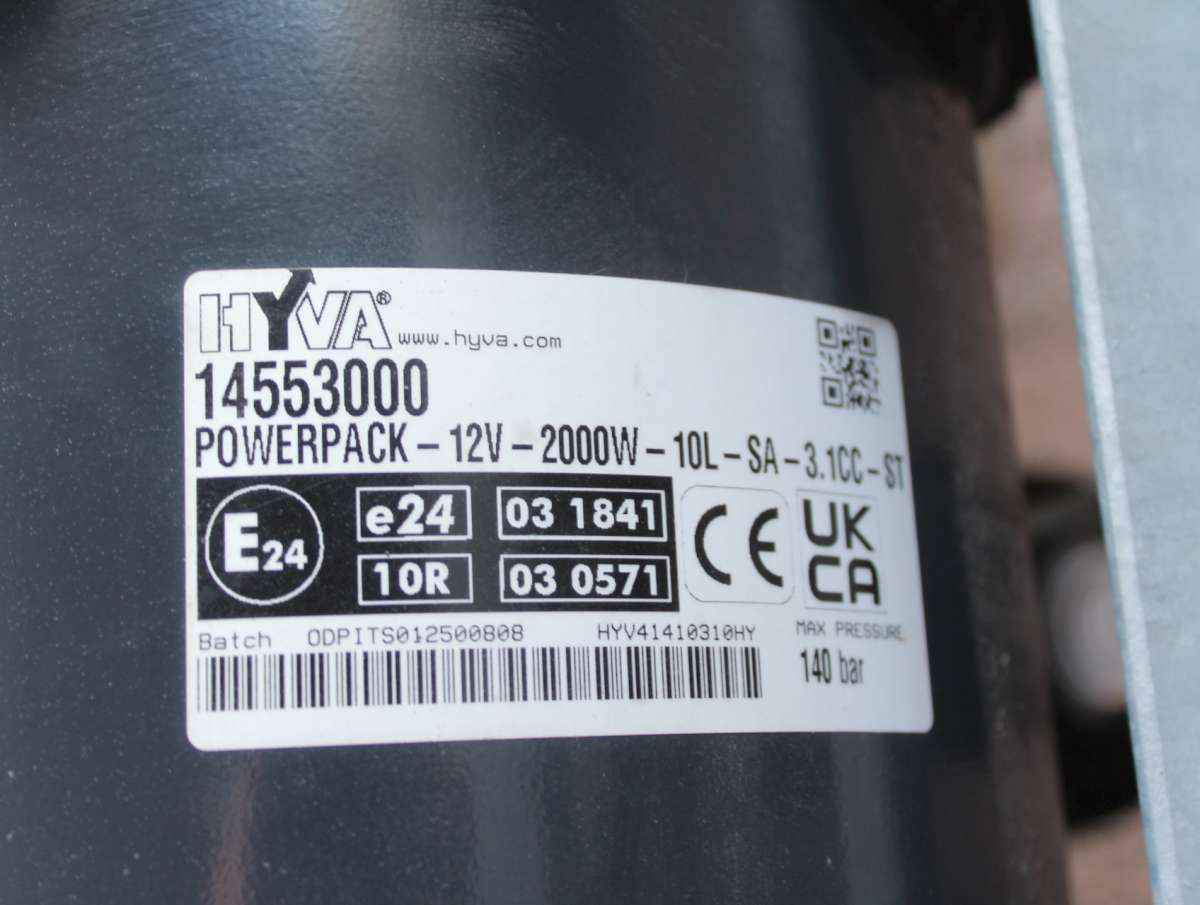 HYVA® www.hyva.com
14553000
POWERPACK – 12V – 2000W – 10L – SA – 3.1CC – ST
E24 e24 03 1841
10R 03 0571
CE UK
CA
Batch ODPITS012500808 HYV41410310HY MAX PRESSURE
140 bar